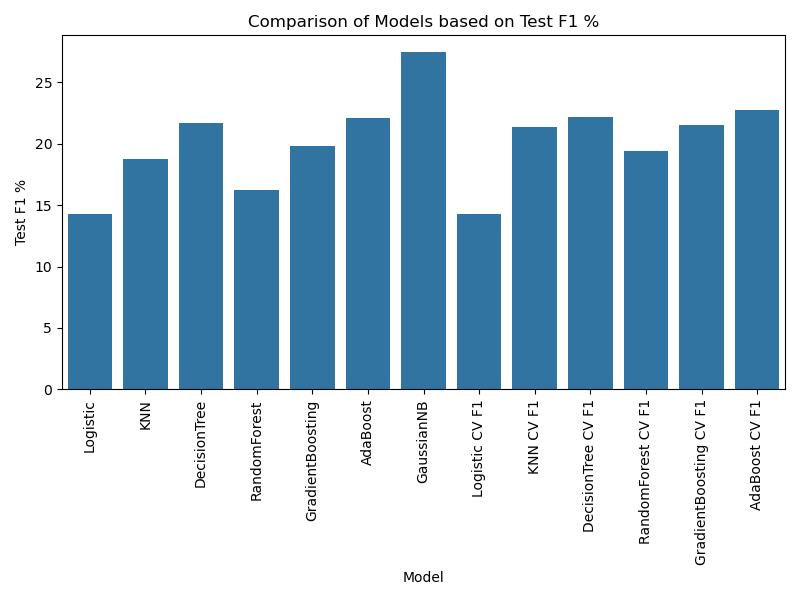 Comparison of Models based on Test F1 %
Test F1 %
25
20
15
10
5
0
Logistic
KNN
DecisionTree
RandomForest
GradientBoosting
AdaBoost
GaussianNB
Logistic CV F1
KNN CV F1
DecisionTree CV F1
RandomForest CV F1
GradientBoosting CV F1
AdaBoost CV F1
Model